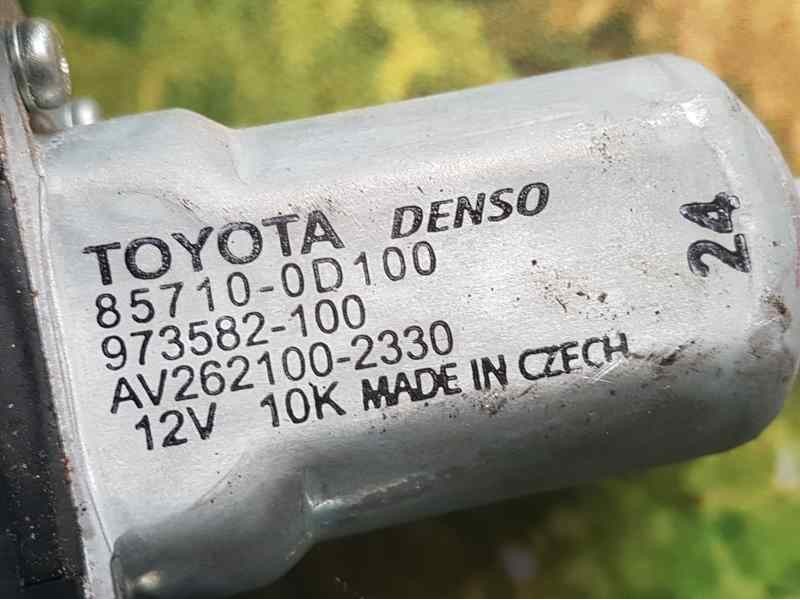 TOYOTA DENSO
85710-0D100
973582-100
AV262100-2330
12V 10K MADE IN CZECH
24